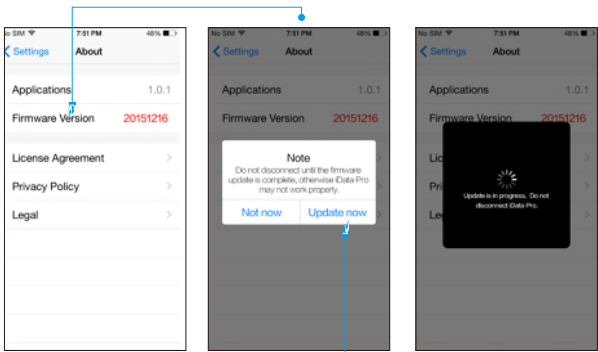 No SIM 7:51 PM 48%
Settings About
Applications 1.0.1
Firmware Version 20151216
License Agreement
Privacy Policy
Legal
No SIM 7:51 PM 48%
Settings About
Applications 1.0.1
Firmware Version 20151216
Note
Do not disconnect until the firmware
update is complete, otherwise iData Pro
may not work properly.
Not now Update now
No SIM 7:51 PM 48%
Settings About
Applications 1.0.1
Firmware Version 20151216
Lic
Update is in progress. Do not
Pri
disconnect iData Pro.
Le